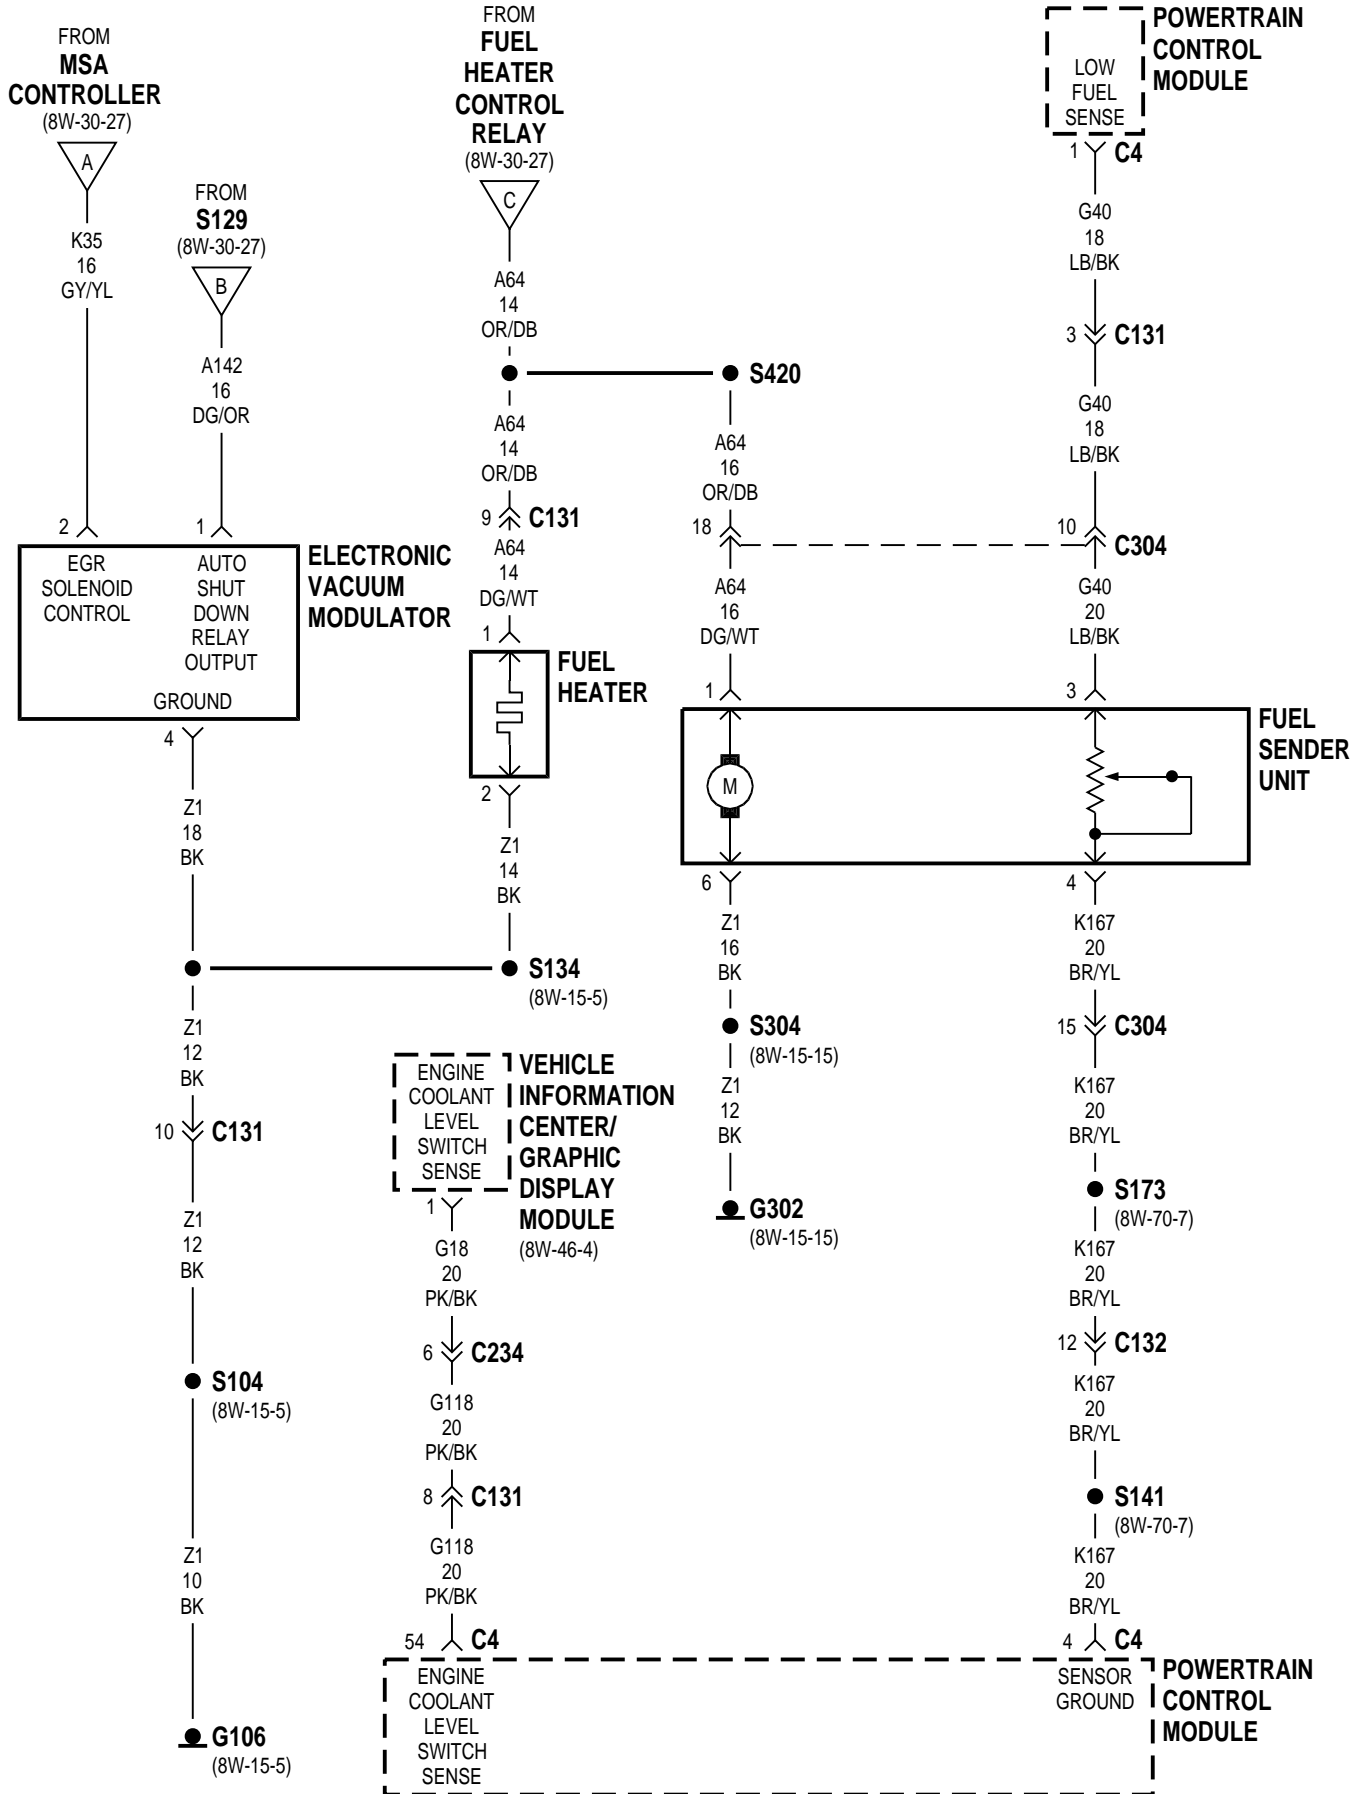 FROM
MSA
CONTROLLER
(8W-30-27)
A
K35
16
GY/YL
2
FROM
S129
(8W-30-27)
B
A142
16
DG/OR
1
EGR
SOLENOID
CONTROL
AUTO
SHUT
DOWN
RELAY
OUTPUT
GROUND
ELECTRONIC
VACUUM
MODULATOR
4
Z1
18
BK
Z1
12
BK
10
C131
Z1
12
BK
S104
(8W-15-5)
Z1
10
BK
G106
(8W-15-5)
FROM
FUEL
HEATER
CONTROL
RELAY
(8W-30-27)
C
A64
14
OR/DB
A64
14
OR/DB
9
C131
A64
14
DG/WT
1
FUEL
HEATER
2
Z1
14
BK
S134
(8W-15-5)
ENGINE
COOLANT
LEVEL
SWITCH
SENSE
VEHICLE
INFORMATION
CENTER/
GRAPHIC
DISPLAY
MODULE
(8W-46-4)
1
G18
20
PK/BK
6
C234
G118
20
PK/BK
8
C131
G118
20
PK/BK
54
C4
ENGINE
COOLANT
LEVEL
SWITCH
SENSE
S420
A64
16
OR/DB
18
A64
16
DG/WT
1
M
6
Z1
16
BK
S304
(8W-15-15)
Z1
12
BK
G302
(8W-15-15)
LOW
FUEL
SENSE
POWERTRAIN
CONTROL
MODULE
1
C4
G40
18
LB/BK
3
C131
G40
18
LB/BK
10
C304
G40
20
LB/BK
3
FUEL
SENDER
UNIT
4
K167
20
BR/YL
15
C304
K167
20
BR/YL
S173
(8W-70-7)
K167
20
BR/YL
12
C132
K167
20
BR/YL
S141
(8W-70-7)
K167
20
BR/YL
4
C4
SENSOR
GROUND
POWERTRAIN
CONTROL
MODULE